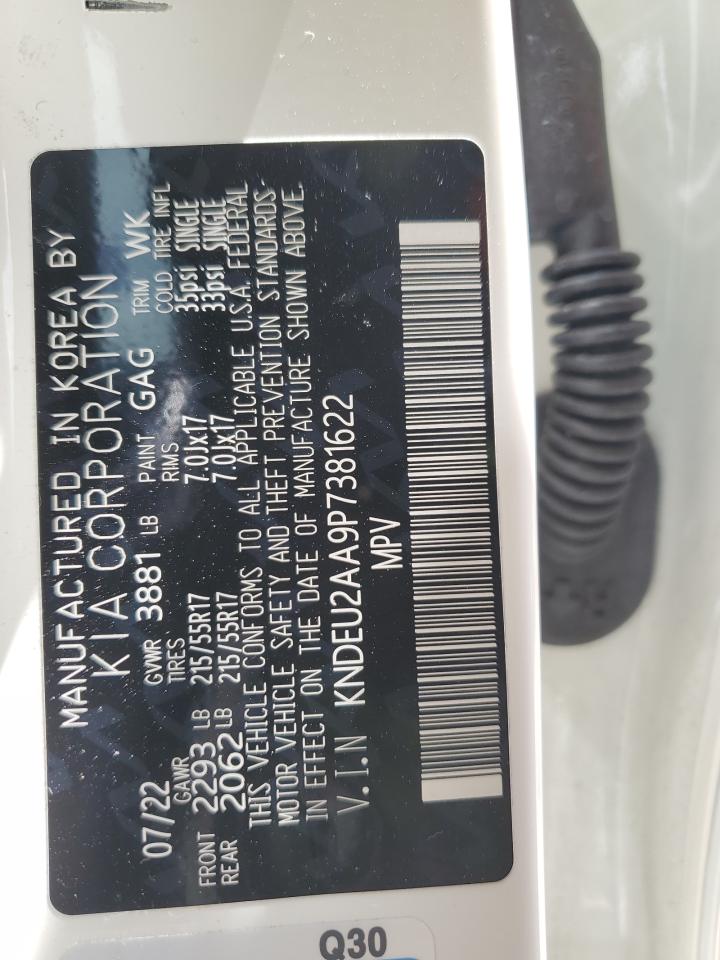 MANUFACTURED IN KOREA BY
KIA CORPORATION
07/22 GVWR 3881 LB PAINT GAG TRIM WK
GAWR TIRES RIMS COLD TIRE INFL
FRONT 2293 LB 215/55R17 7.0Jx17 35psi SINGLE
REAR 2062 LB 215/55R17 7.0Jx17 33psi SINGLE
THIS VEHICLE CONFORMS TO ALL APPLICABLE U.S.A. FEDERAL
MOTOR VEHICLE SAFETY AND THEFT PREVENTION STANDARDS
IN EFFECT ON THE DATE OF MANUFACTURE SHOWN ABOVE.
V.I.N KNDEU2AA9P7381622
MPV
Q30